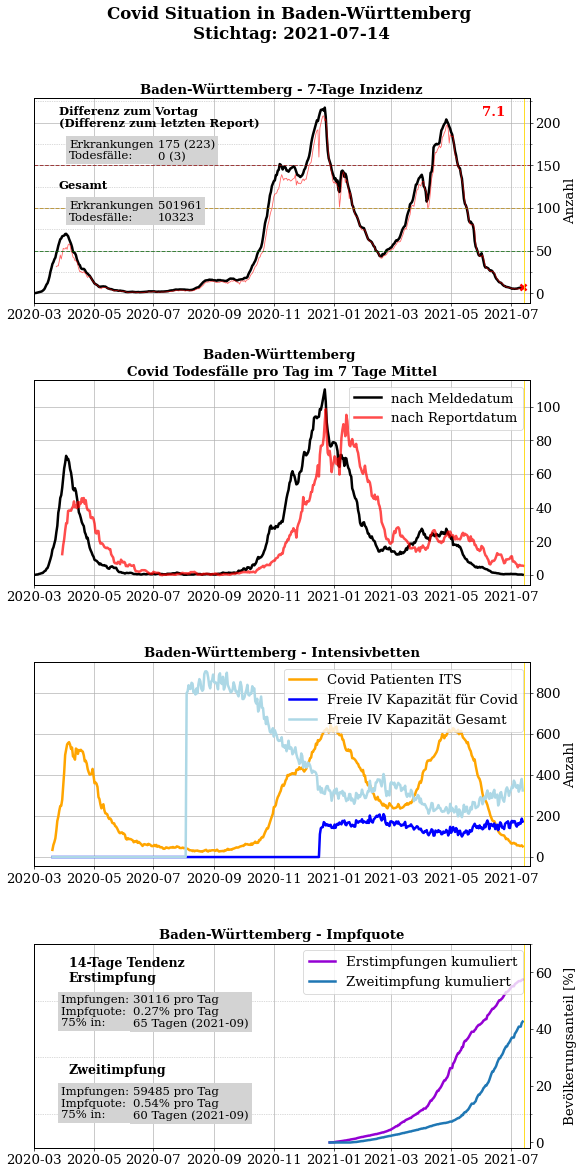 Covid Situation in Baden-Württemberg
Stichtag: 2021-07-14
Baden-Württemberg - 7-Tage Inzidenz
Differenz zum Vortag
(Differenz zum letzten Report)
Erkrankungen 175 (223)
Todesfälle: 0 (3)
Gesamt
Erkrankungen 501961
Todesfälle: 10323
7.1
200
150
100
50
0
Anzahl
2020-03 2020-05 2020-07 2020-09 2020-11 2021-01 2021-03 2021-05 2021-07
Baden-Württemberg
Covid Todesfälle pro Tag im 7 Tage Mittel
nach Meldedatum
nach Reportdatum
100
80
60
40
20
0
2020-03 2020-05 2020-07 2020-09 2020-11 2021-01 2021-03 2021-05 2021-07
Baden-Württemberg - Intensivbetten
Covid Patienten ITS
Freie IV Kapazität für Covid
Freie IV Kapazität Gesamt
800
600
400
200
0
Anzahl
2020-03 2020-05 2020-07 2020-09 2020-11 2021-01 2021-03 2021-05 2021-07
Baden-Württemberg - Impfquote
14-Tage Tendenz
Erstimpfung
Impfungen: 30116 pro Tag
Impfquote: 0.27% pro Tag
75% in: 65 Tagen (2021-09)
Zweitimpfung
Impfungen: 59485 pro Tag
Impfquote: 0.54% pro Tag
75% in: 60 Tagen (2021-09)
Erstimpfungen kumuliert
Zweitimpfung kumuliert
60
40
20
0
Bevölkerungsanteil [%]
2020-03 2020-05 2020-07 2020-09 2020-11 2021-01 2021-03 2021-05 2021-07